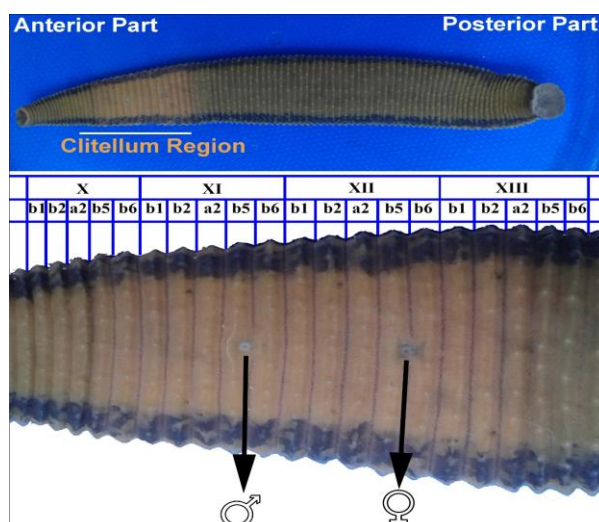 Anterior Part Posterior Part
Clitellum Region
X XI XII XIII
b1 b2 a2 b5 b6 b1 b2 a2 b5 b6 b1 b2 a2 b5 b6 b1 b2 a2 b5 b6
♂ ♀